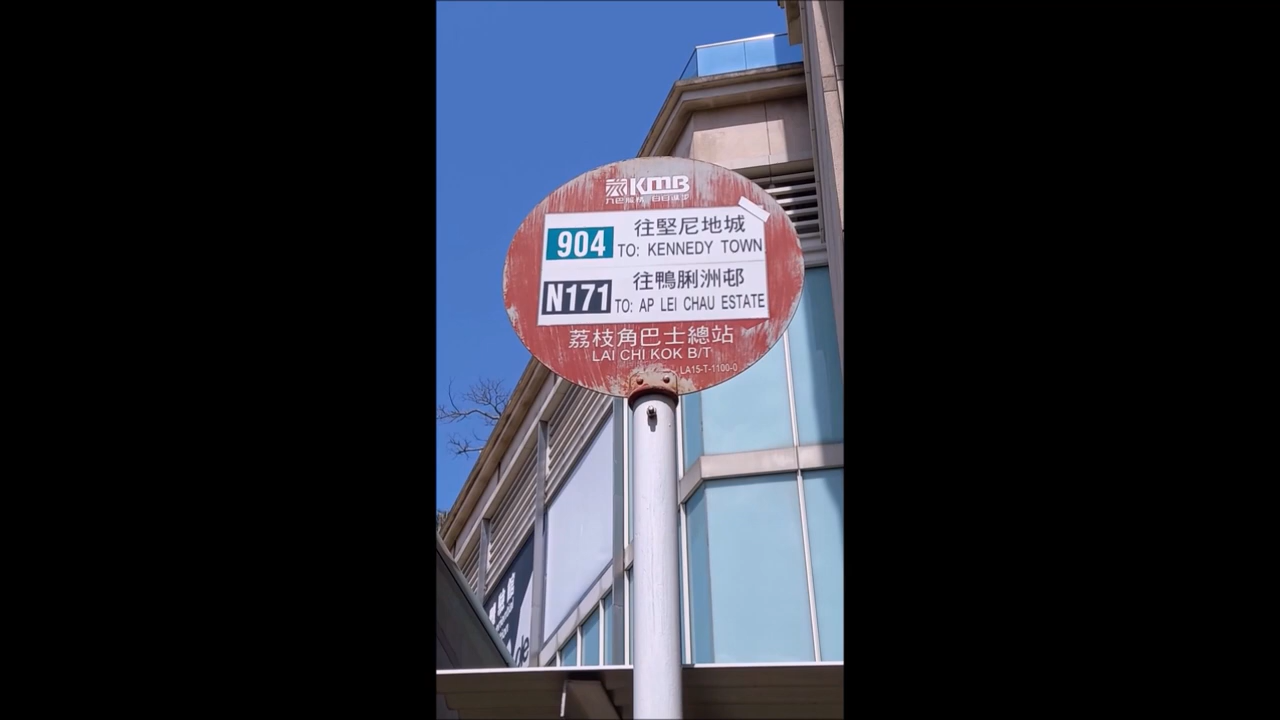 KMB
九巴服務 日日進步
904 往堅尼地城
TO: KENNEDY TOWN
N171 往鴨脷洲邨
TO: AP LEI CHAU ESTATE
荔枝角巴士總站
LAI CHI KOK B/T
LA15-T-1100-0